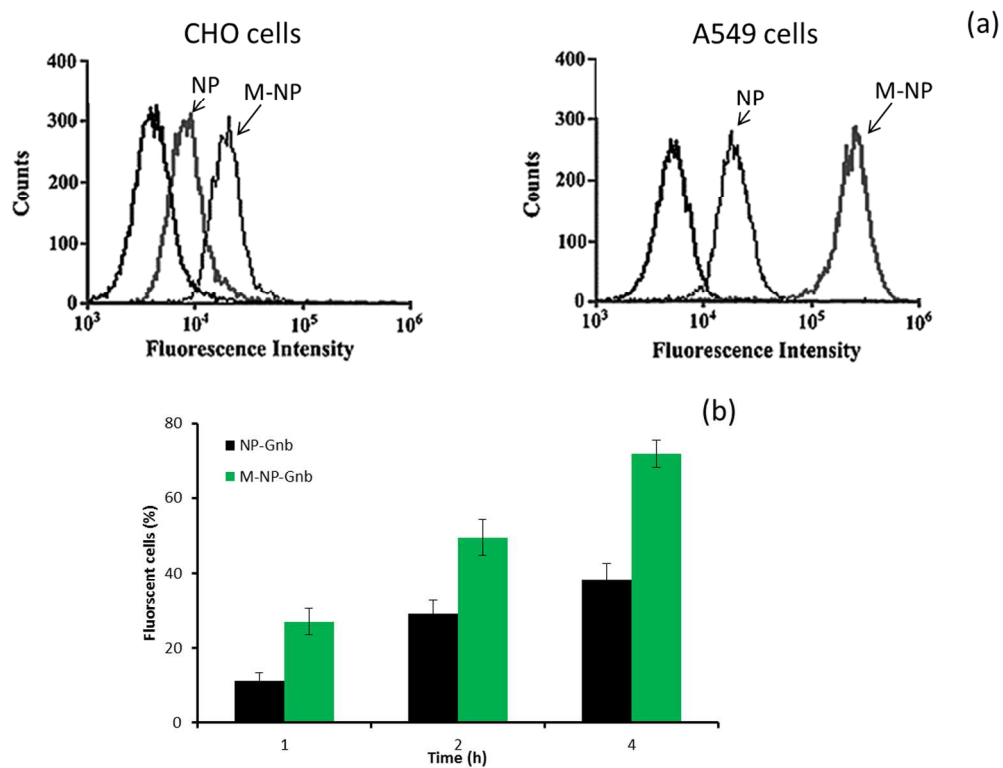 CHO cells
A549 cells
(a)
400
300
200
100
0
Counts
NP
M-NP
10³
10⁴
10⁵
10⁶
Fluorescence Intensity
400
300
200
100
0
Counts
NP
M-NP
10³
10⁴
10⁵
10⁶
Fluorescence Intensity
(b)
80
60
40
20
0
Fluorscent cells (%)
NP-Gnb
M-NP-Gnb
1
2
4
Time (h)